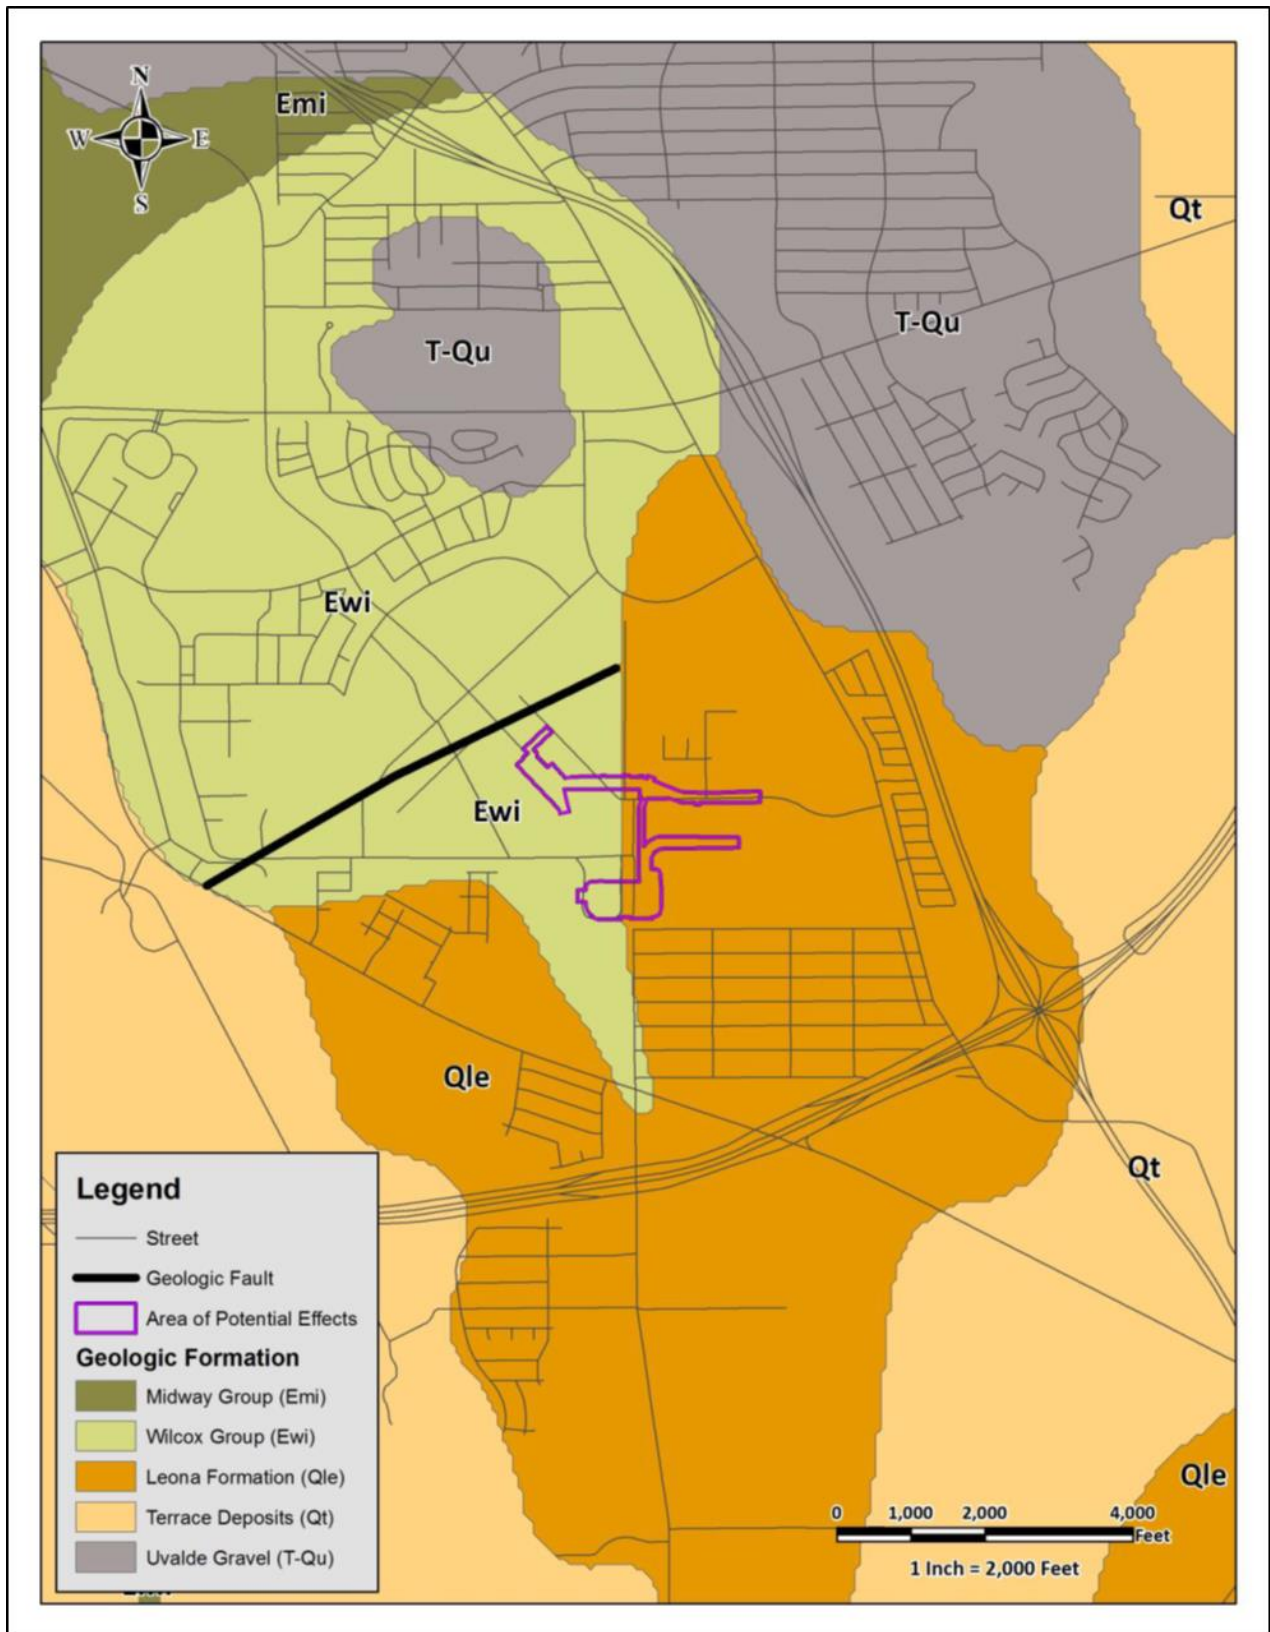 N
Emi
W E
S
Qt
T-Qu
T-Qu
Ewi
Ewi
Qle
Qt
Legend
Street
Geologic Fault
Area of Potential Effects
Geologic Formation
Midway Group (Emi)
Wilcox Group (Ewi)
Leona Formation (Qle)
Terrace Deposits (Qt)
Uvalde Gravel (T-Qu)
Qle
0 1,000 2,000 4,000
Feet
1 Inch = 2,000 Feet